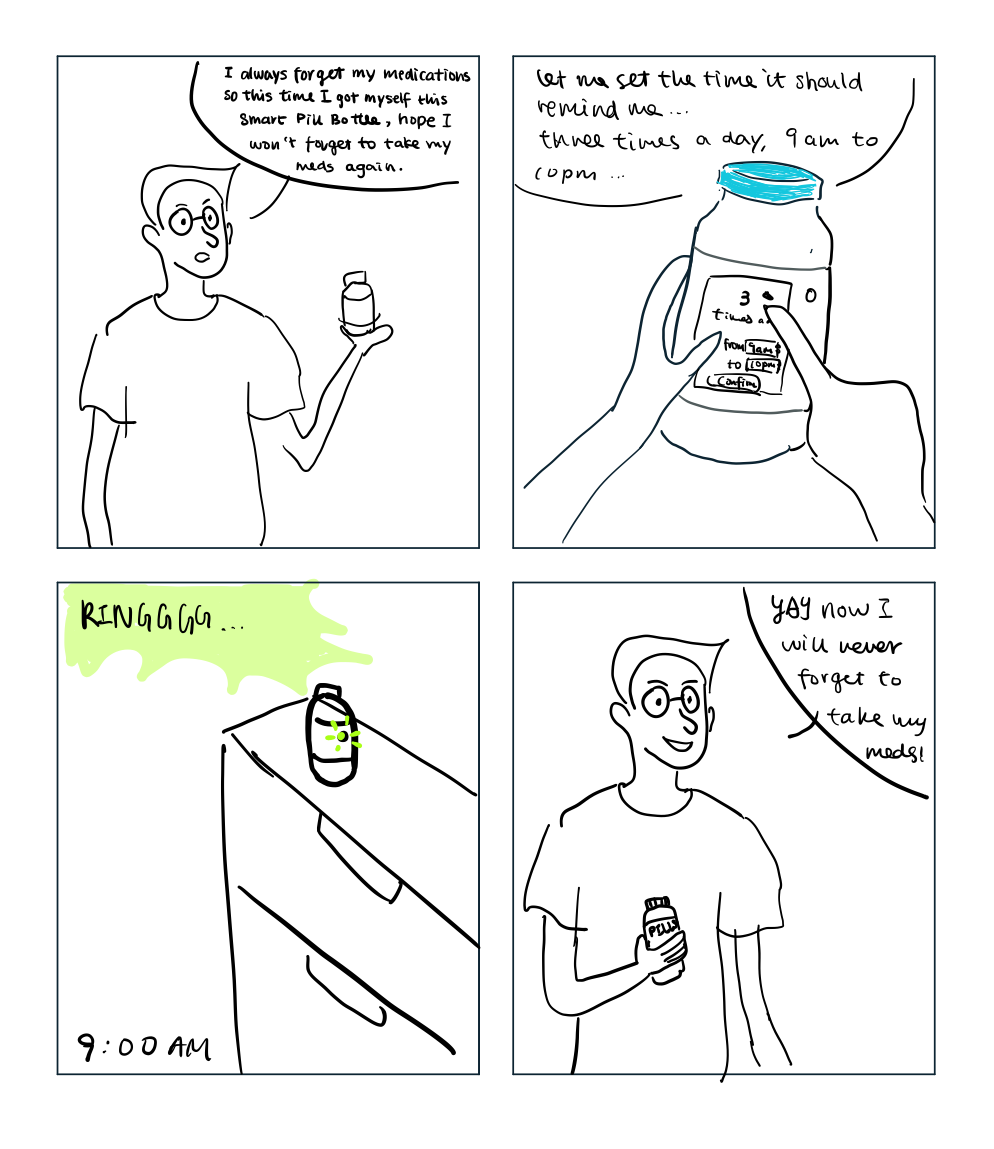 I always forget my medications
so this time I got myself this
Smart Pill Bottle, hope I
won't forget to take my
meds again.
let me set the time it should
remind me...
three times a day, 9am to
10pm ...
3
times a
from 9am
to 10pm
Confirm
RINGGGG...
9:00 AM
YAY now I
will never
forget to
take my
meds!
PILLS